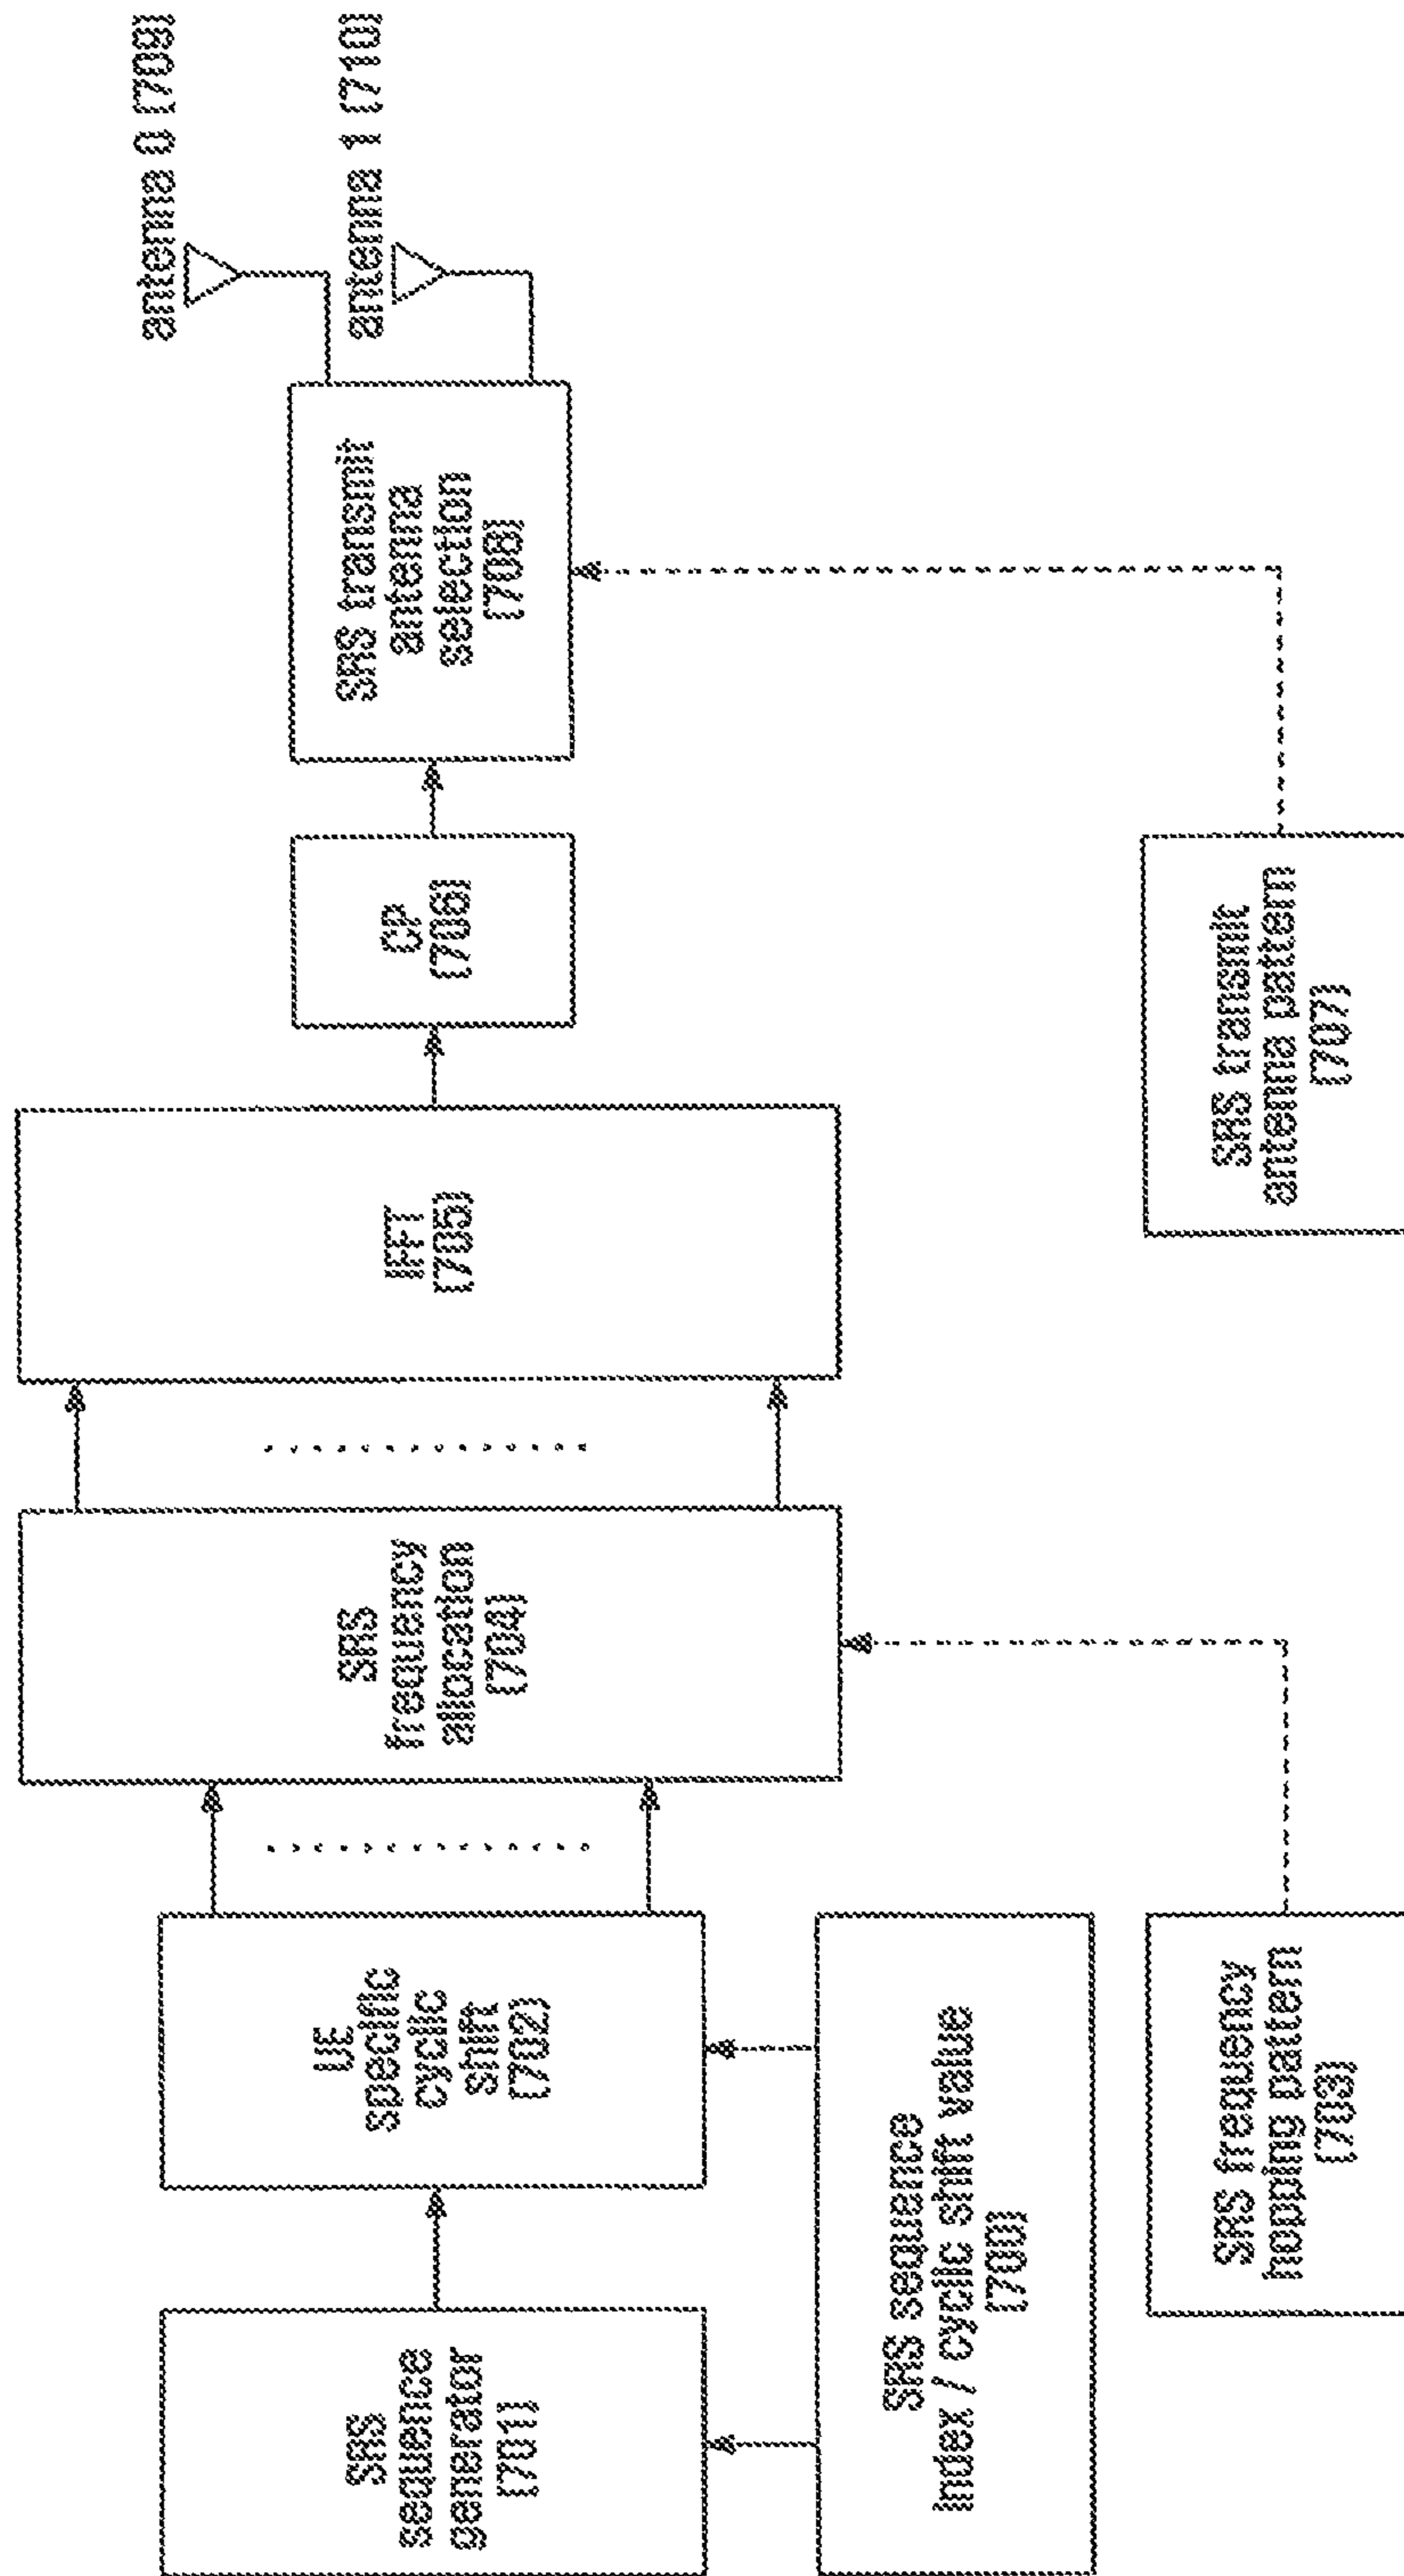 SRS
sequence
generator
(701)
UE
specific
cyclic
shift
(702)
SRS
frequency
allocation
(704)
IFFT
(705)
CP
(706)
SRS transmit
antenna
selection
(708)
antenna 0 (709)
antenna 1 (710)
SRS sequence
Index / cyclic shift value
(700)
SRS frequency
hopping pattern
(703)
SRS transmit
antenna pattern
(707)